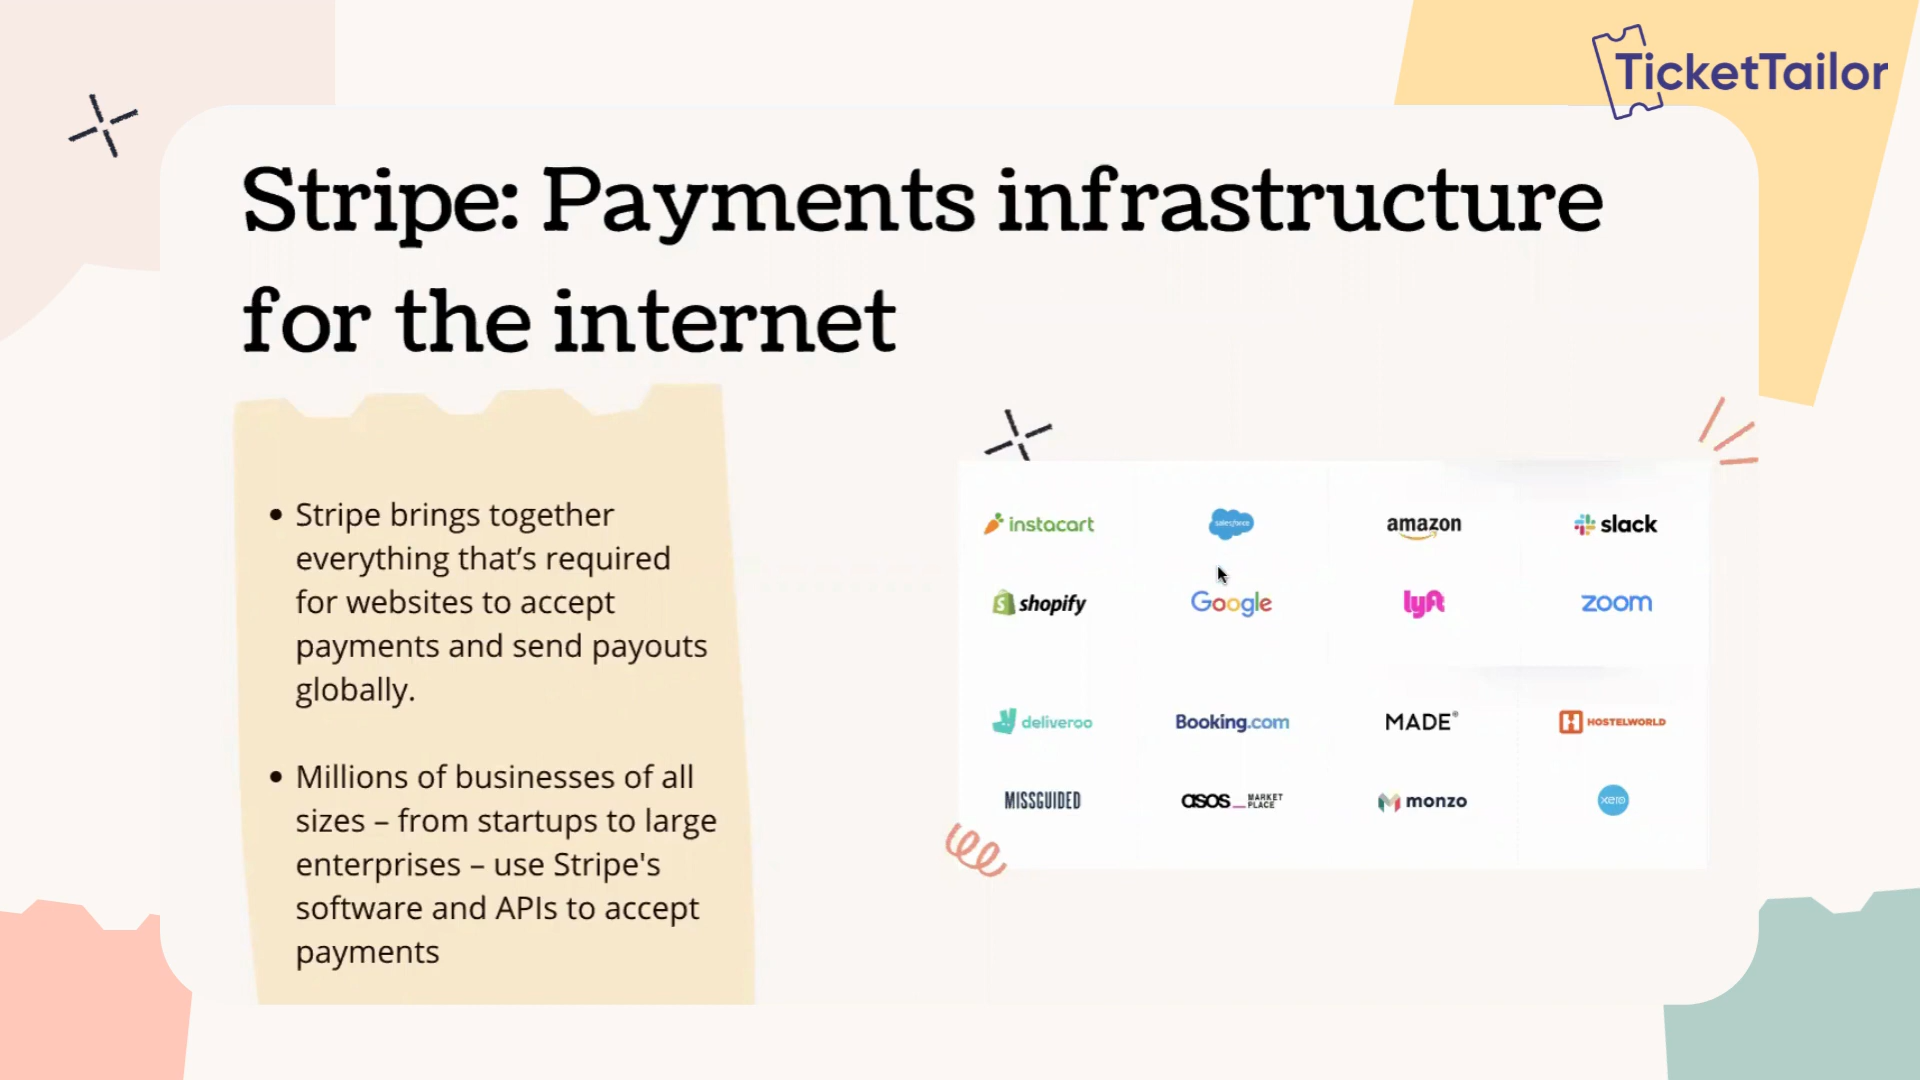 TicketTailor
Stripe: Payments infrastructure
for the internet
• Stripe brings together
everything that’s required
for websites to accept
payments and send payouts
globally.
• Millions of businesses of all
sizes – from startups to large
enterprises – use Stripe's
software and APIs to accept
payments
instacart salesforce amazon slack
shopify Google lyft zoom
deliveroo Booking.com MADE® HOSTELWORLD
MISSGUIDED asos MARKET PLACE monzo xero